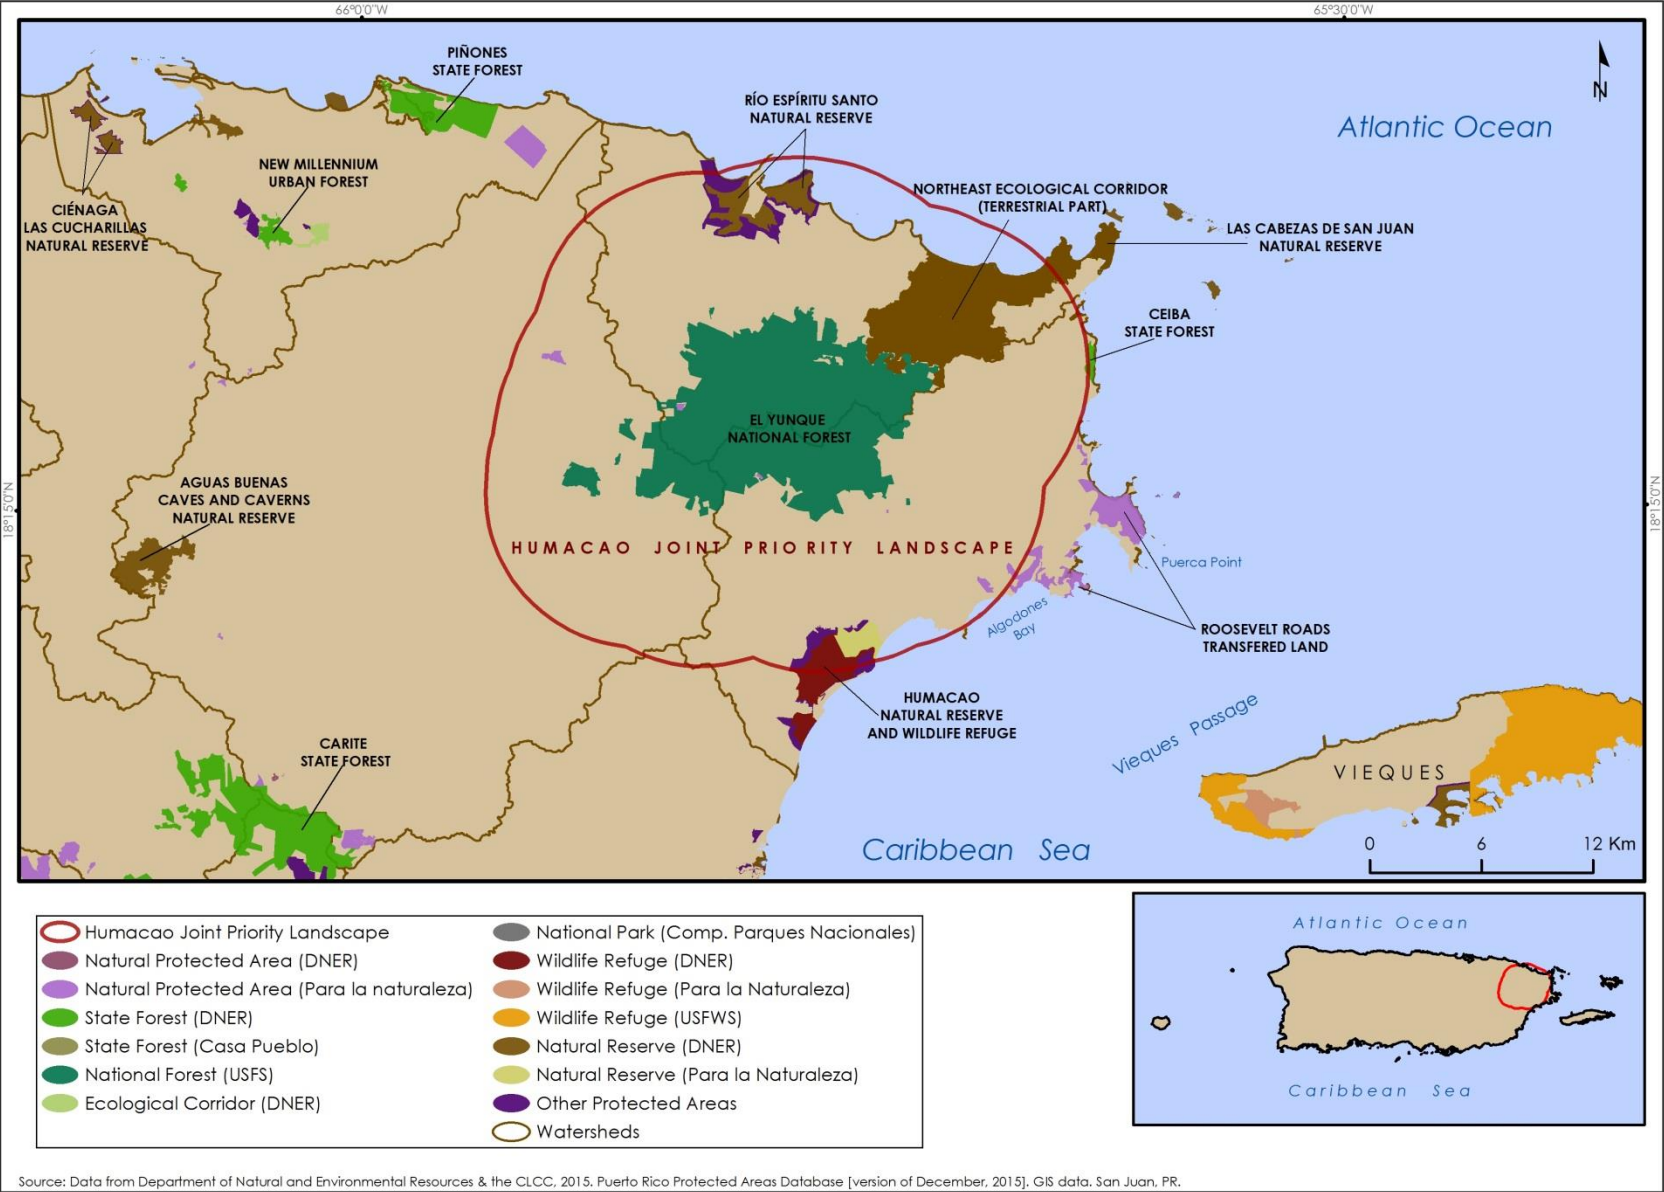 66°0'0"W
65°30'0"W
PIÑONES
STATE FOREST
N
RÍO ESPÍRITU SANTO
NATURAL RESERVE
Atlantic Ocean
NEW MILLENNIUM
URBAN FOREST
NORTHEAST ECOLOGICAL CORRIDOR
(TERRESTRIAL PART)
CIÉNAGA
LAS CUCHARILLAS
NATURAL RESERVE
LAS CABEZAS DE SAN JUAN
NATURAL RESERVE
CEIBA
STATE FOREST
EL YUNQUE
NATIONAL FOREST
AGUAS BUENAS
CAVES AND CAVERNS
NATURAL RESERVE
18°15'0"N
18°15'0"N
HUMACAO JOINT PRIORITY LANDSCAPE
Puerca Point
Algodones
Bay
ROOSEVELT ROADS
TRANSFERED LAND
HUMACAO
NATURAL RESERVE
AND WILDLIFE REFUGE
Vieques Passage
CARITE
STATE FOREST
VIEQUES
Caribbean Sea
0 6 12 Km
Humacao Joint Priority Landscape
Natural Protected Area (DNER)
Natural Protected Area (Para la naturaleza)
State Forest (DNER)
State Forest (Casa Pueblo)
National Forest (USFS)
Ecological Corridor (DNER)
National Park (Comp. Parques Nacionales)
Wildlife Refuge (DNER)
Wildlife Refuge (Para la Naturaleza)
Wildlife Refuge (USFWS)
Natural Reserve (DNER)
Natural Reserve (Para la Naturaleza)
Other Protected Areas
Watersheds
Atlantic Ocean
Caribbean Sea
Source: Data from Department of Natural and Environmental Resources & the CLCC, 2015. Puerto Rico Protected Areas Database [version of December, 2015]. GIS data. San Juan, PR.